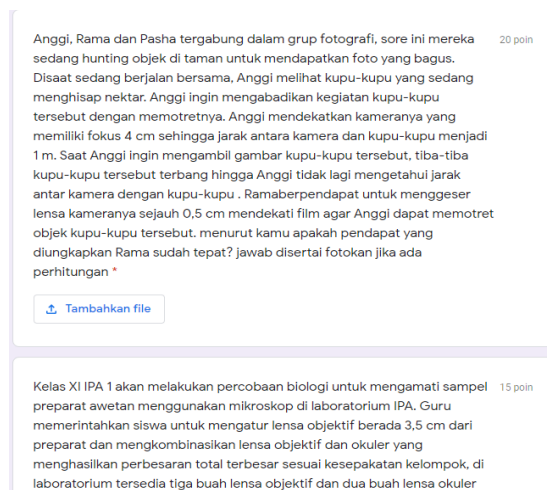 Anggi, Rama dan Pasha tergabung dalam grup fotografi, sore ini mereka 20 poin
sedang hunting objek di taman untuk mendapatkan foto yang bagus.
Disaat sedang berjalan bersama, Anggi melihat kupu-kupu yang sedang
menghisap nektar. Anggi ingin mengabadikan kegiatan kupu-kupu
tersebut dengan memotretnya. Anggi mendekatkan kameranya yang
memiliki fokus 4 cm sehingga jarak antara kamera dan kupu-kupu menjadi
1 m. Saat Anggi ingin mengambil gambar kupu-kupu tersebut, tiba-tiba
kupu-kupu tersebut terbang hingga Anggi tidak lagi mengetahui jarak
antar kamera dengan kupu-kupu . Ramaberpendapat untuk menggeser
lensa kameranya sejauh 0,5 cm mendekati film agar Anggi dapat memotret
objek kupu-kupu tersebut. menurut kamu apakah pendapat yang
diungkapkan Rama sudah tepat? jawab disertai fotokan jika ada
perhitungan *
Tambahkan file
Kelas XI IPA 1 akan melakukan percobaan biologi untuk mengamati sampel 15 poin
preparat awetan menggunakan mikroskop di laboratorium IPA. Guru
memerintahkan siswa untuk mengatur lensa objektif berada 3,5 cm dari
preparat dan mengkombinasikan lensa objektif dan okuler yang
menghasilkan perbesaran total terbesar sesuai kesepakatan kelompok, di
laboratorium tersedia tiga buah lensa objektif dan dua buah lensa okuler